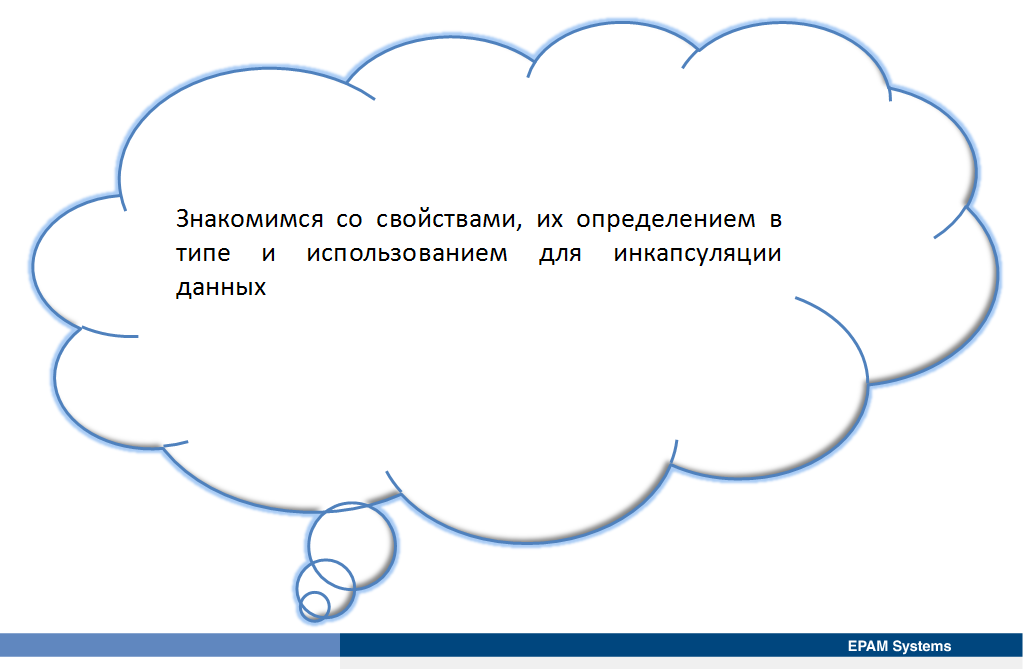 Знакомимся со свойствами, их определением в
типе и использованием для инкапсуляции
данных
EPAM Systems